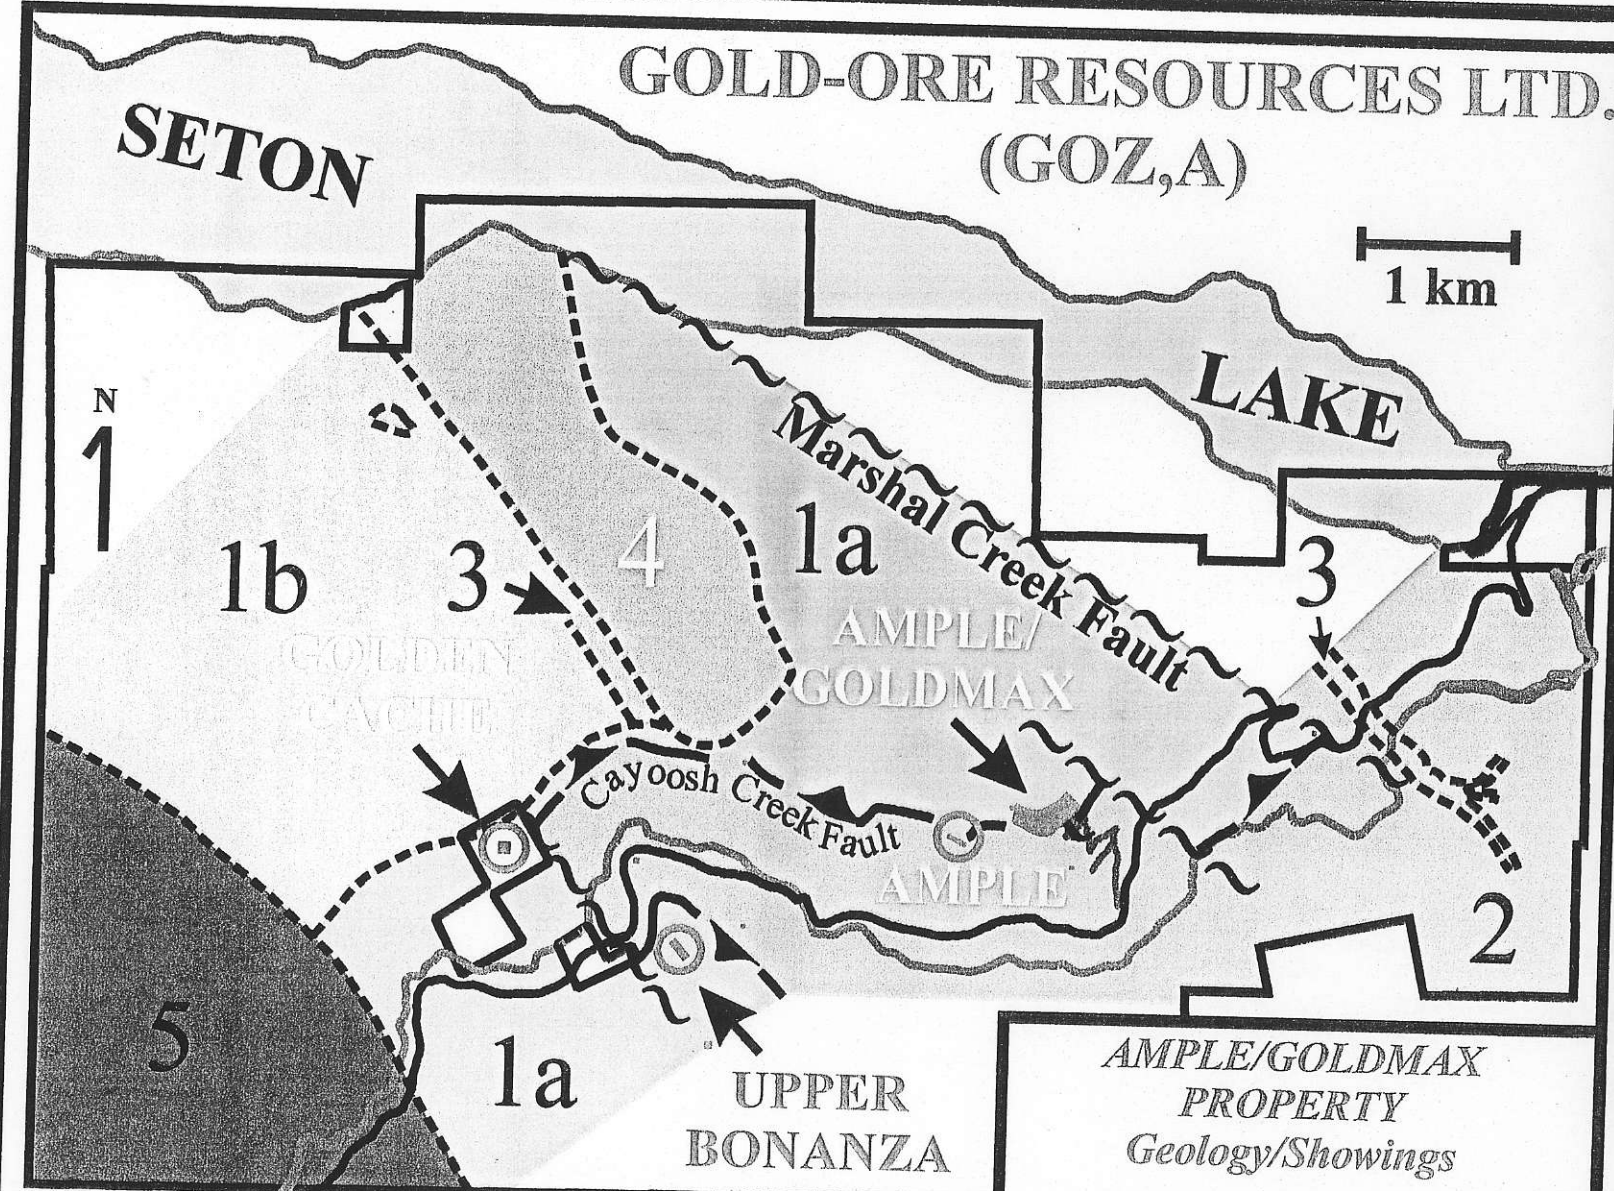 GOLD-ORE RESOURCES LTD.
(GOZ,A)
SETON
1 km
LAKE
N
Marshal Creek Fault
1a
4
1b
3
3
AMPLE/
GOLDMAX
GOLDEN
CACHE
Cayoosh Creek Fault
AMPLE
2
5
1a
UPPER
BONANZA
AMPLE/GOLDMAX
PROPERTY
Geology/Showings